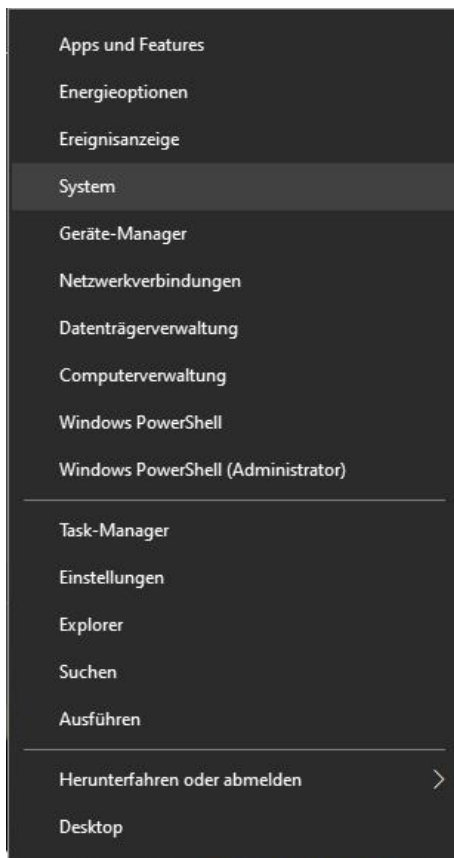 Apps und Features
Energieoptionen
Ereignisanzeige
System
Geräte-Manager
Netzwerkverbindungen
Datenträgerverwaltung
Computerverwaltung
Windows PowerShell
Windows PowerShell (Administrator)
Task-Manager
Einstellungen
Explorer
Suchen
Ausführen
Herunterfahren oder abmelden
Desktop